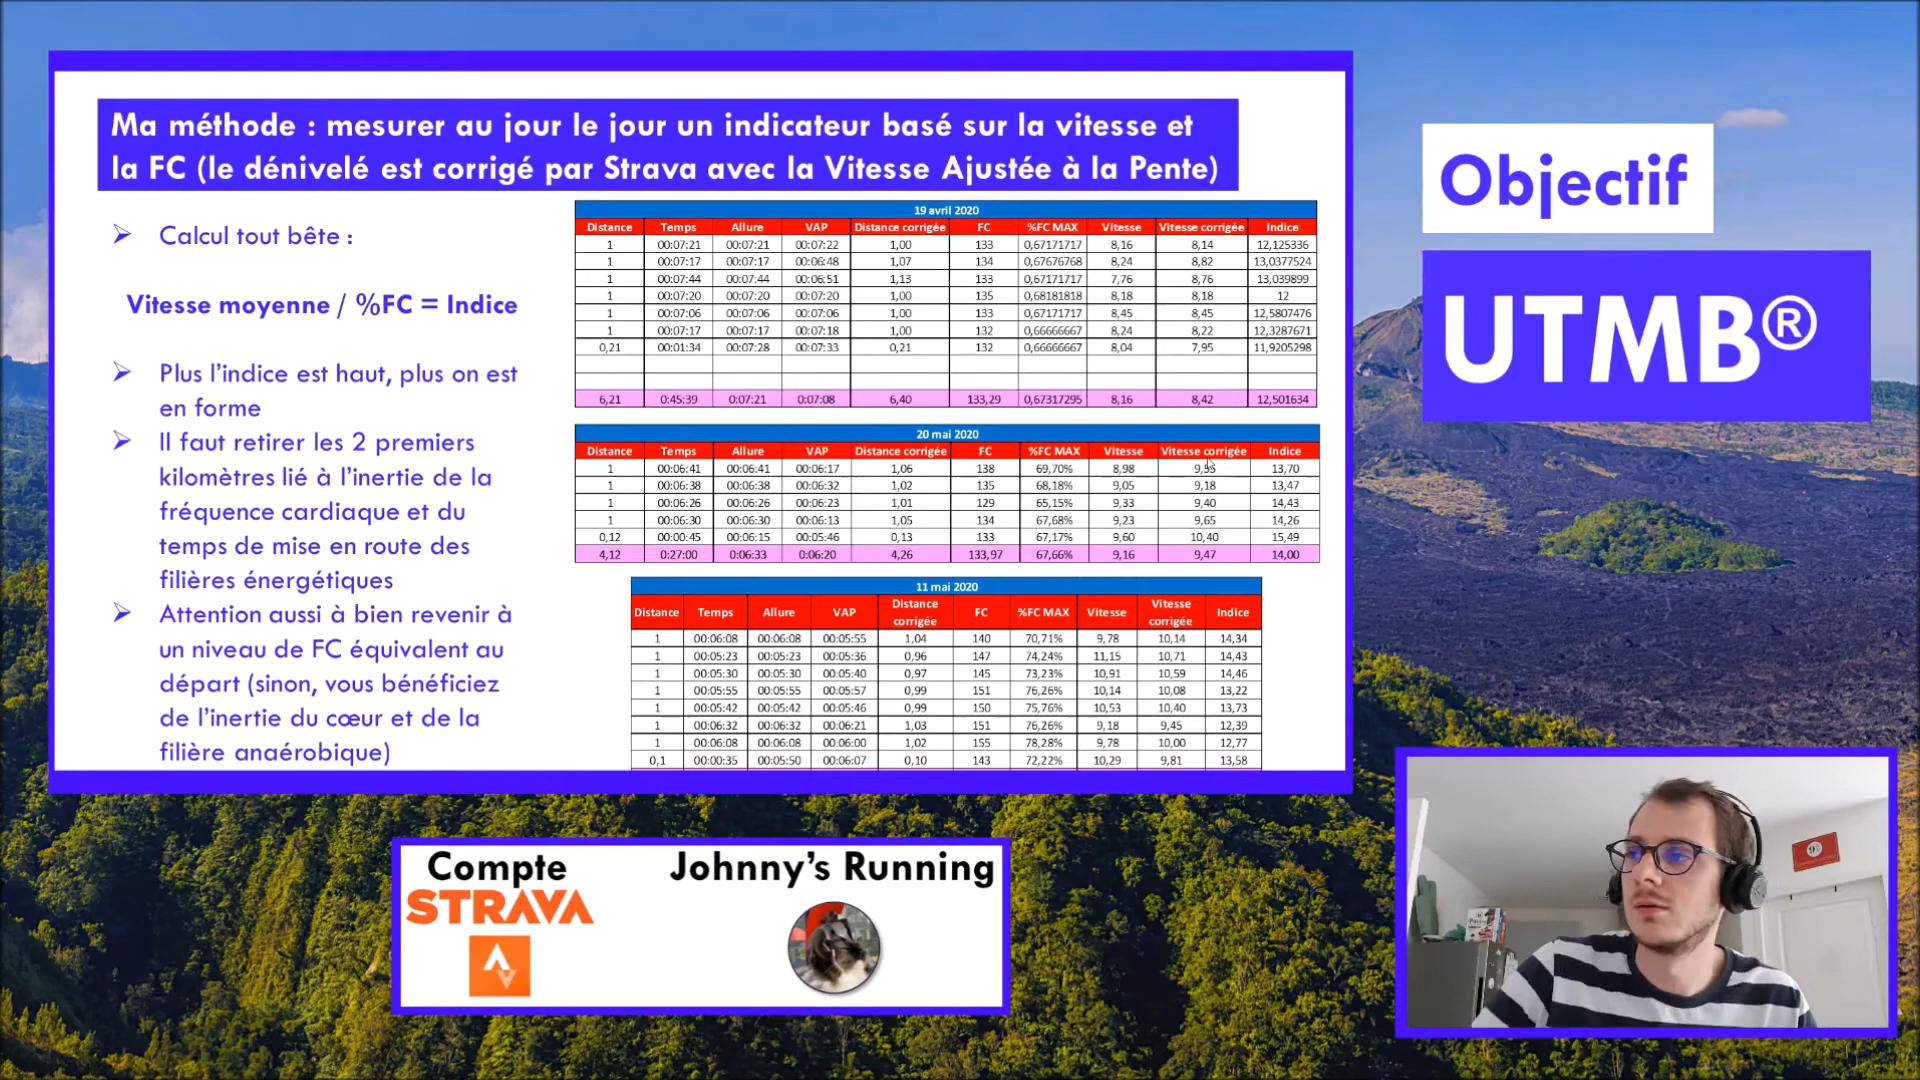 Ma méthode : mesurer au jour le jour un indicateur basé sur la vitesse et
la FC (le dénivelé est corrigé par Strava avec la Vitesse Ajustée à la Pente)
Calcul tout bête :
Vitesse moyenne / %FC = Indice
Plus l'indice est haut, plus on est
en forme
Il faut retirer les 2 premiers
kilomètres lié à l'inertie de la
fréquence cardiaque et du
temps de mise en route des
filières énergétiques
Attention aussi à bien revenir à
un niveau de FC équivalent au
départ (sinon, vous bénéficiez
de l'inertie du cœur et de la
filière anaérobique)
19 avril 2020
Distance Temps Allure VAP Distance corrigée FC %FC MAX Vitesse Vitesse corrigée Indice
1 00:07:21 00:07:21 00:07:22 1,00 133 0,67171717 8,16 8,14 12,125336
1 00:07:17 00:07:17 00:06:48 1,07 134 0,67676768 8,24 8,82 13,0377524
1 00:07:44 00:07:44 00:06:51 1,13 133 0,67171717 7,76 8,76 13,039899
1 00:07:20 00:07:20 00:07:20 1,00 135 0,68181818 8,18 8,18 12
1 00:07:06 00:07:06 00:07:06 1,00 133 0,67171717 8,45 8,45 12,5807476
1 00:07:17 00:07:17 00:07:18 1,00 132 0,66666667 8,24 8,22 12,3287671
0,21 00:01:34 00:07:28 00:07:33 0,21 132 0,66666667 8,04 7,95 11,9205298
6,21 0:45:39 0:07:21 0:07:08 6,40 133,29 0,67317295 8,16 8,42 12,501634
20 mai 2020
Distance Temps Allure VAP Distance corrigée FC %FC MAX Vitesse Vitesse corrigée Indice
1 00:06:41 00:06:41 00:06:17 1,06 138 69,70% 8,98 9,55 13,70
1 00:06:38 00:06:38 00:06:32 1,02 135 68,18% 9,05 9,18 13,47
1 00:06:26 00:06:26 00:06:23 1,01 129 65,15% 9,33 9,40 14,43
1 00:06:30 00:06:30 00:06:13 1,05 134 67,68% 9,23 9,65 14,26
0,12 00:00:45 00:06:15 00:05:46 0,13 133 67,17% 9,60 10,40 15,49
4,12 0:27:00 0:06:33 0:06:20 4,26 133,97 67,66% 9,16 9,47 14,00
11 mai 2020
Distance Temps Allure VAP Distance corrigée FC %FC MAX Vitesse Vitesse corrigée Indice
1 00:06:08 00:06:08 00:05:55 1,04 140 70,71% 9,78 10,14 14,34
1 00:05:23 00:05:23 00:05:36 0,96 147 74,24% 11,15 10,71 14,43
1 00:05:30 00:05:30 00:05:40 0,97 145 73,23% 10,91 10,59 14,46
1 00:05:55 00:05:55 00:05:57 0,99 151 76,26% 10,14 10,08 13,22
1 00:05:42 00:05:42 00:05:46 0,99 150 75,76% 10,53 10,40 13,73
1 00:06:32 00:06:32 00:06:21 1,03 151 76,26% 9,18 9,45 12,39
1 00:06:08 00:06:08 00:06:00 1,02 155 78,28% 9,78 10,00 12,77
0,1 00:00:35 00:05:50 00:06:07 0,10 143 72,22% 10,29 9,81 13,58
Objectif
UTMB®
Compte
STRAVA
Johnny's Running